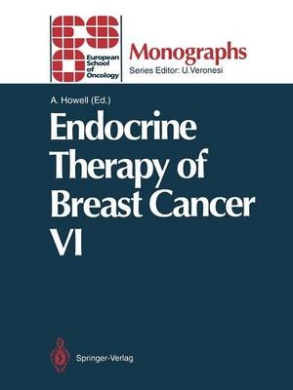 European
School
of
Oncology
Monographs
Series Editor: U.Veronesi
A. Howell (Ed.)
Endocrine
Therapy of
Breast Cancer
VI
Springer-Verlag